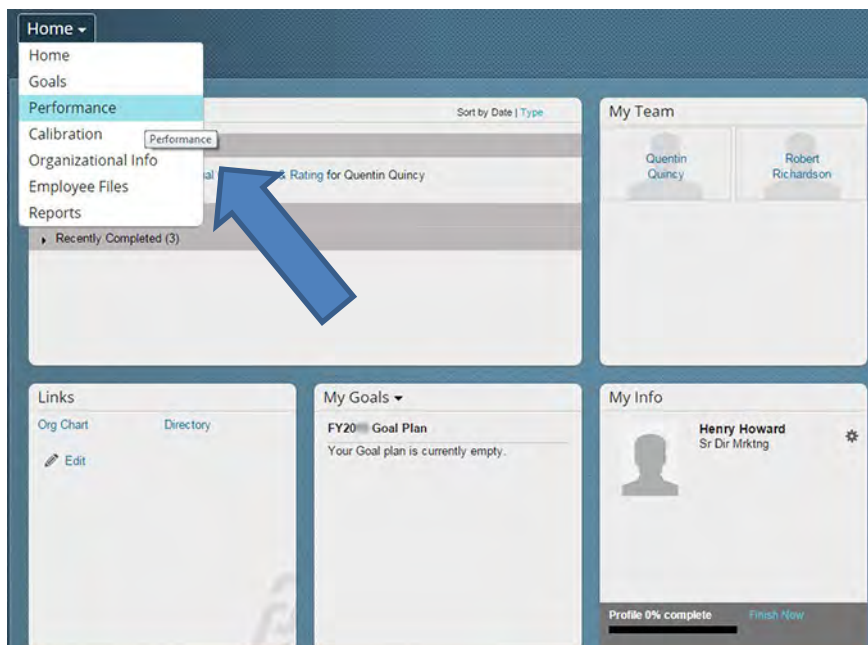 Home
Home
Goals
Performance
Calibration
Performance
Organizational Info
Employee Files
Reports
Sort by Date | Type
& Rating for Quentin Quincy
Recently Completed (3)
My Team
Quentin
Quincy
Robert
Richardson
Links
Org Chart
Directory
Edit
My Goals
FY20 Goal Plan
Your Goal plan is currently empty.
My Info
Henry Howard
Sr Dir Mrktng
Profile 0% complete
Finish Now